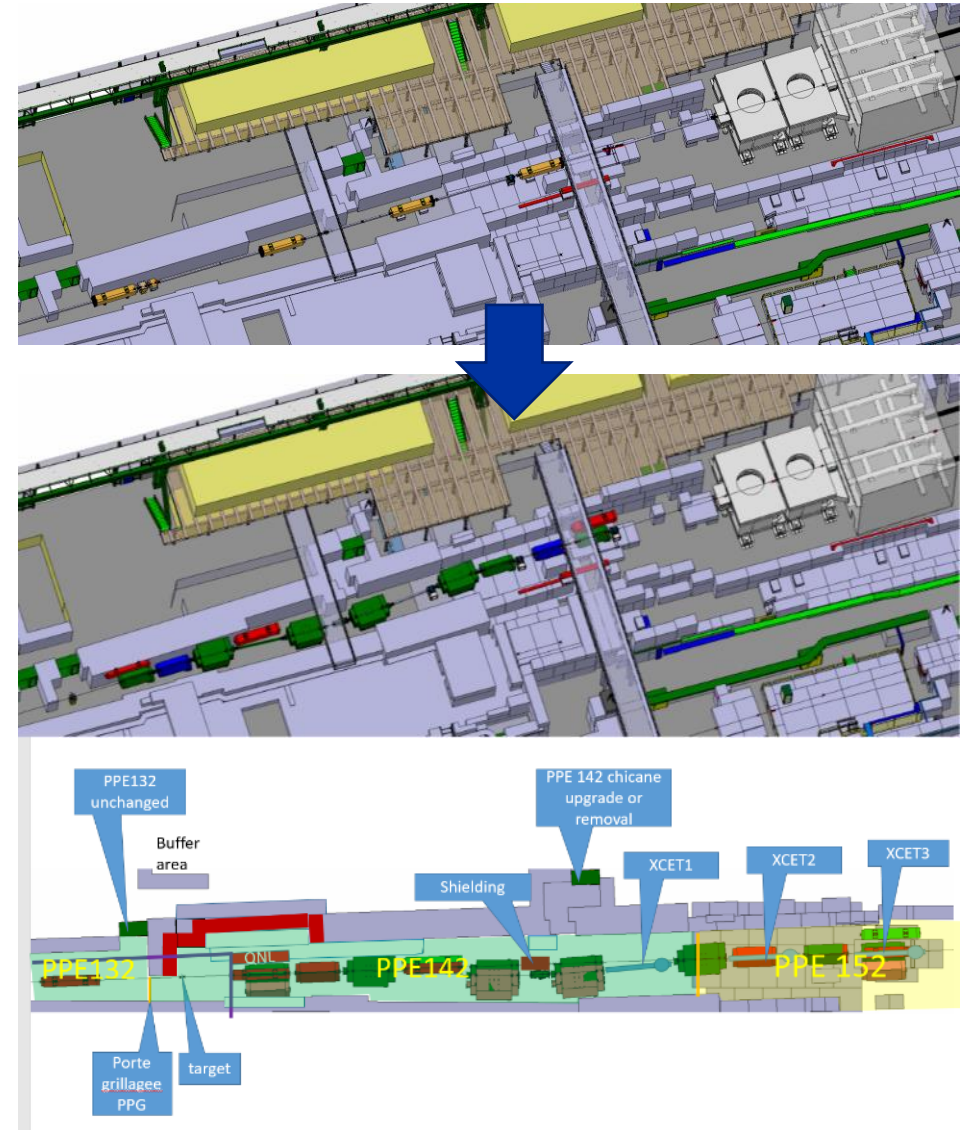 PPE132
unchanged
PPE 142 chicane
upgrade or
removal
Buffer
area
Shielding
XCET1
XCET2
XCET3
PPE132
QNL
PPE142
PPE 152
Porte
grillagee
PPG
target